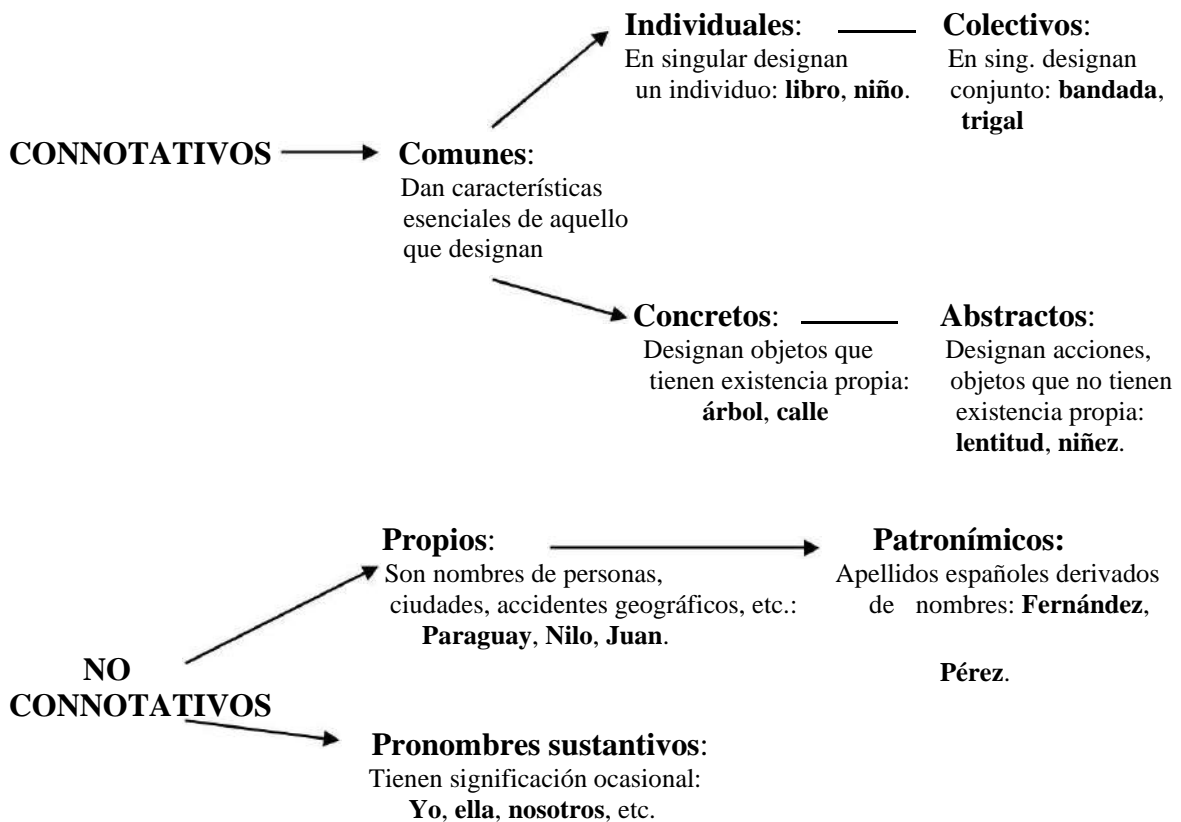 Individuales:
En singular designan
un individuo: libro, niño.
Colectivos:
En sing. designan
conjunto: bandada,
trigal
CONNOTATIVOS
Comunes:
Dan características
esenciales de aquello
que designan
Concretos:
Designan objetos que
tienen existencia propia:
árbol, calle
Abstractos:
Designan acciones,
objetos que no tienen
existencia propia:
lentitud, niñez.
Propios:
Son nombres de personas,
ciudades, accidentes geográficos, etc.:
Paraguay, Nilo, Juan.
Patronímicos:
Apellidos españoles derivados
de nombres: Fernández,
Pérez.
NO
CONNOTATIVOS
Pronombres sustantivos:
Tienen significación ocasional:
Yo, ella, nosotros, etc.